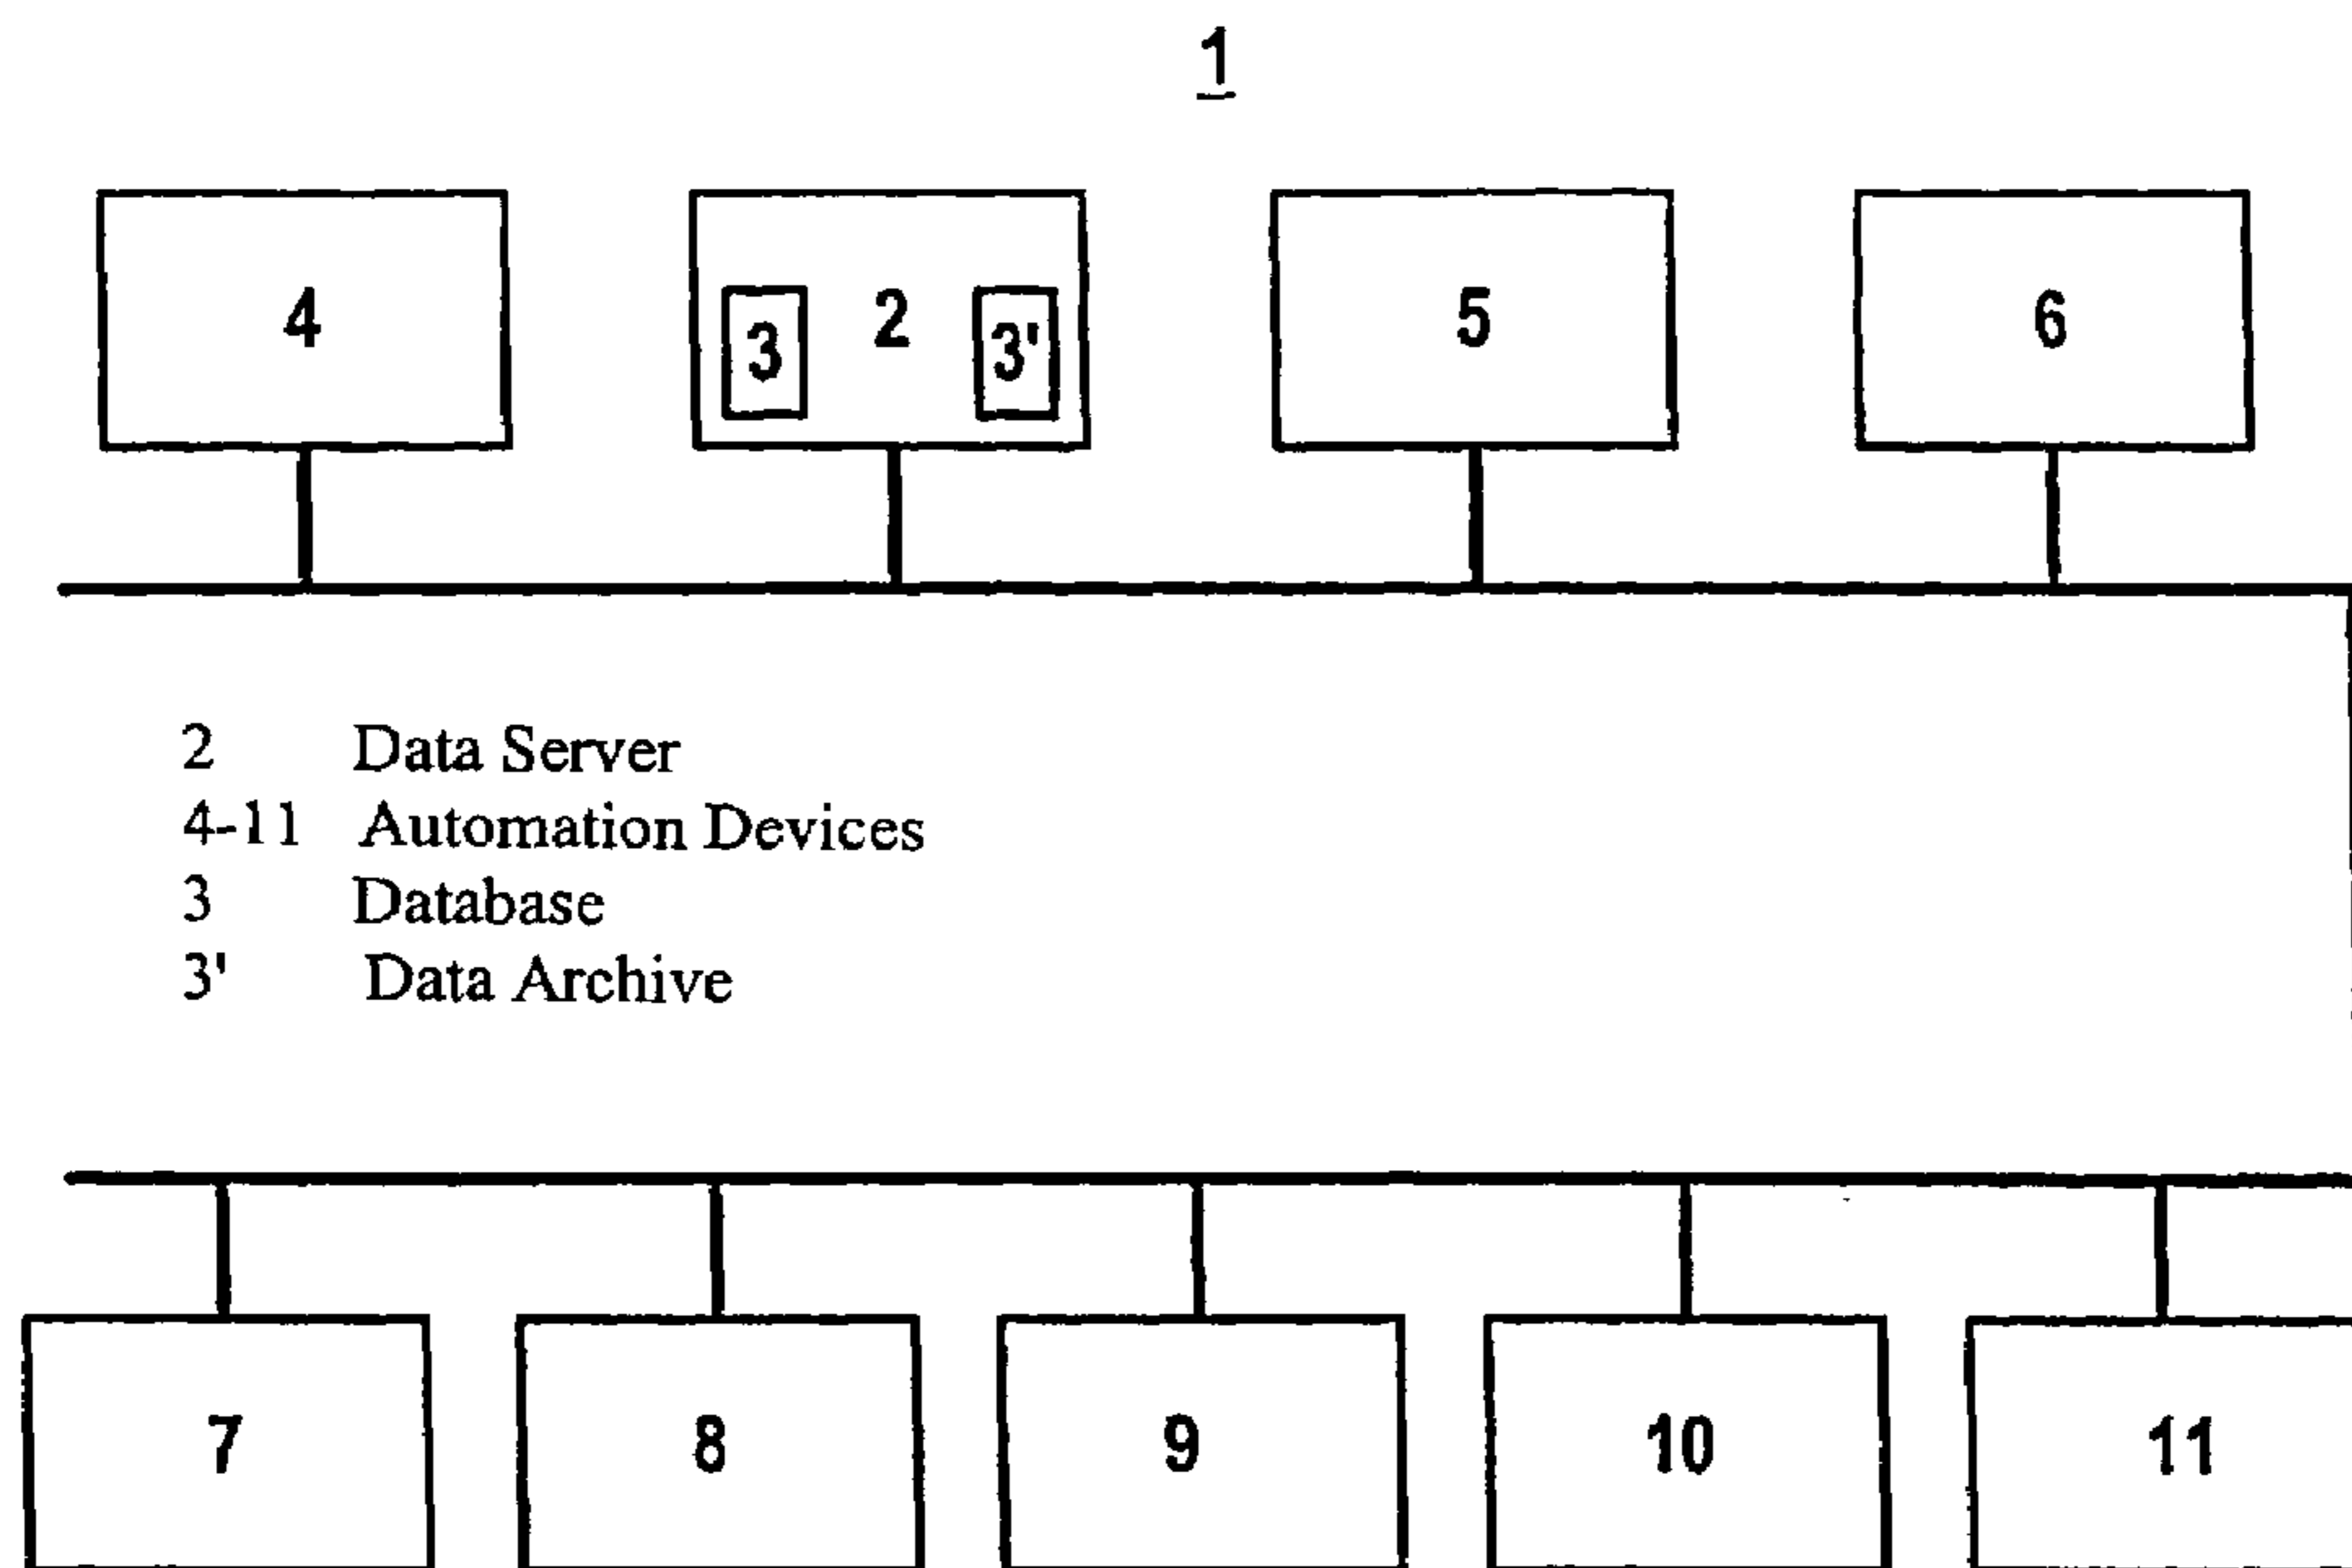 1
4
3 2 3'
5
6
2 Data Server
4-11 Automation Devices
3 Database
3' Data Archive
7
8
9
10
11